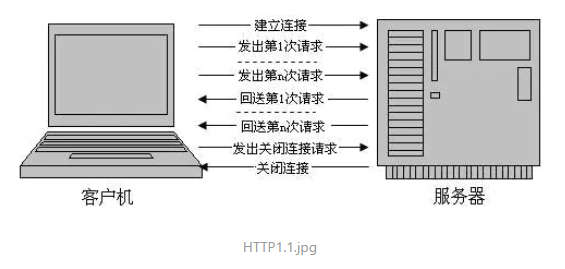 建立连接
发出第1次请求
发出第n次请求
回送第1次请求
回送第n次请求
发出关闭连接请求
关闭连接
客户机
服务器
HTTP1.1.jpg